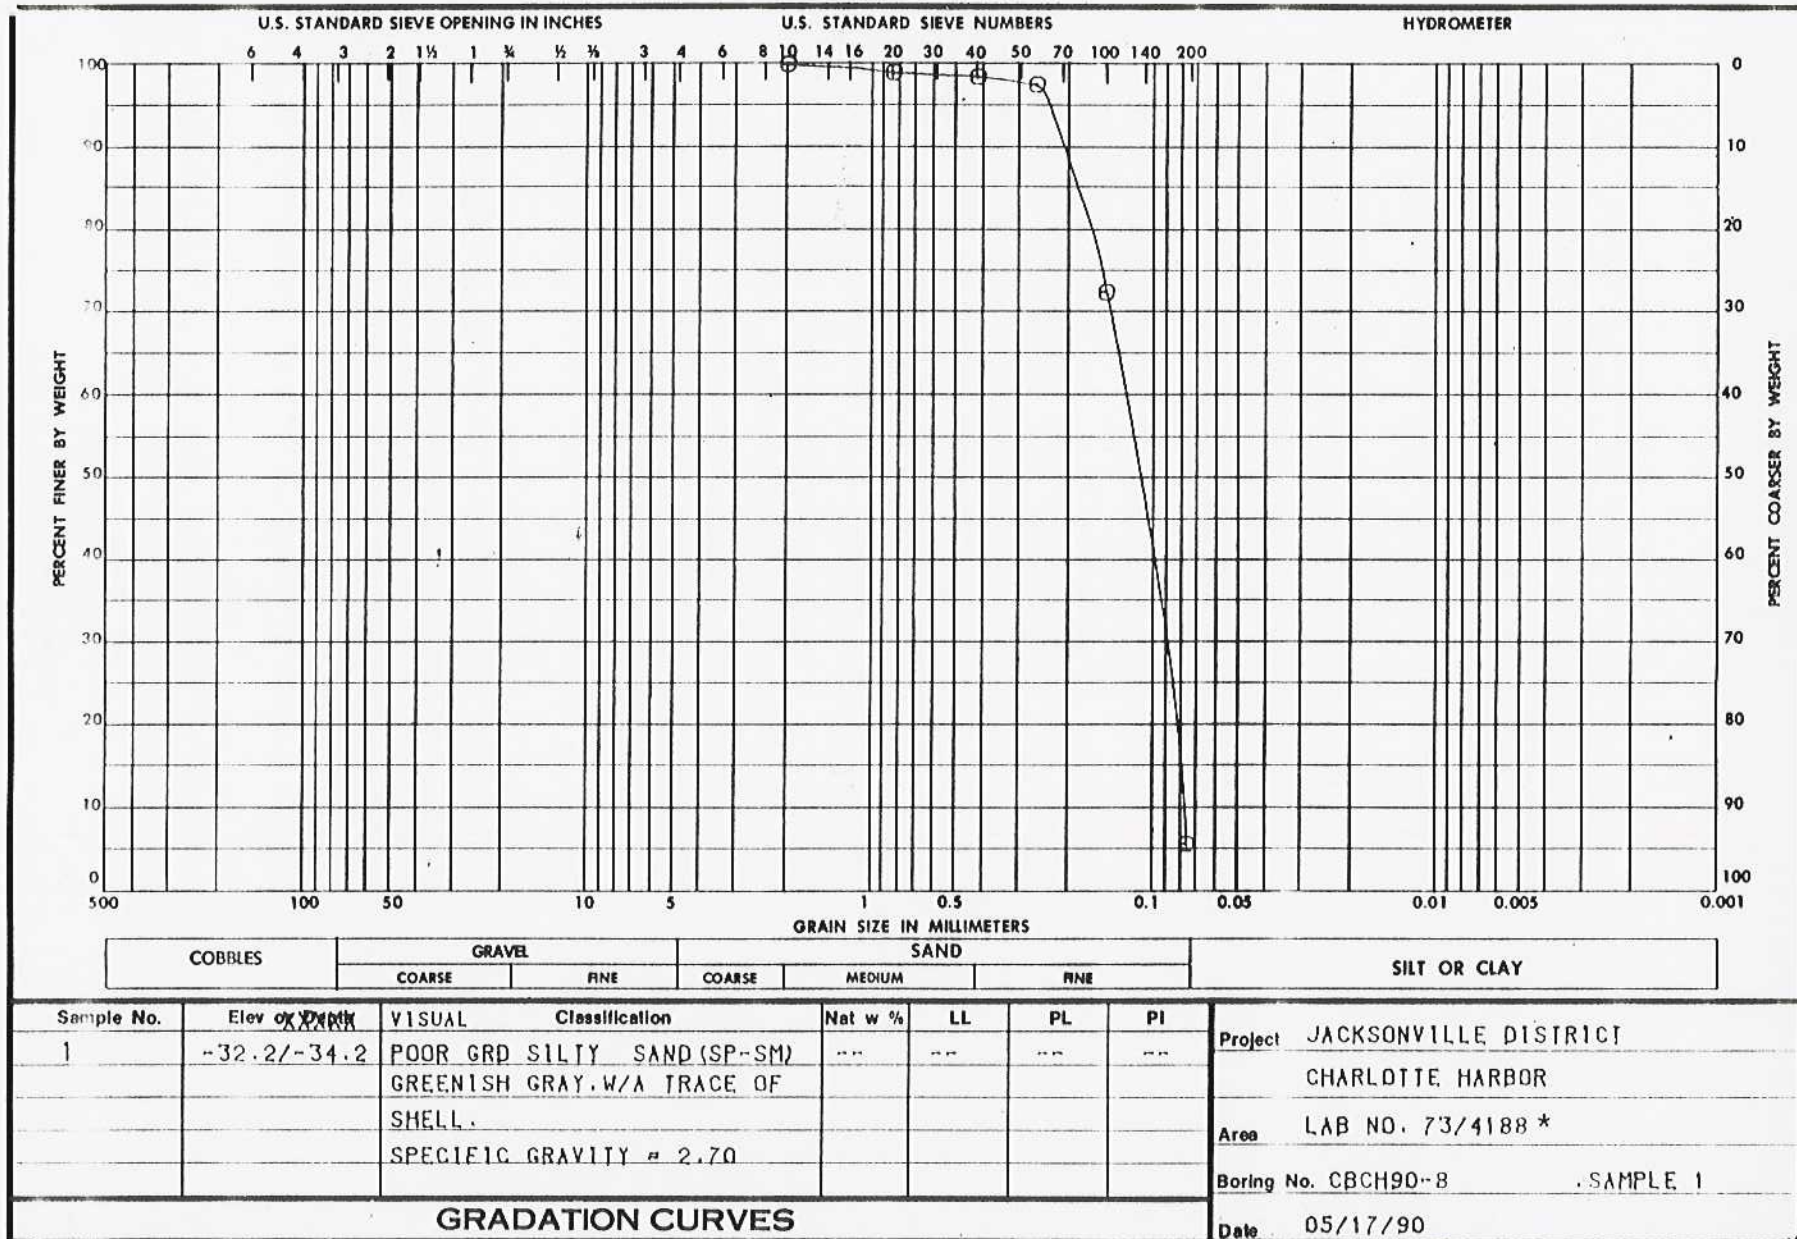 U.S. STANDARD SIEVE OPENING IN INCHES U.S. STANDARD SIEVE NUMBERS HYDROMETER
6 4 3 2 1½ 1 ¾ ½ ⅜ 3 4 6 8 10 14 16 20 30 40 50 70 100 140 200
100 0
90 10
80 20
70 30
60 40
50 50
40 60
30 70
20 80
10 90
0 100
PERCENT FINER BY WEIGHT
PERCENT COARSER BY WEIGHT
500 100 50 10 5 1 0.5 0.1 0.05 0.01 0.005 0.001
GRAIN SIZE IN MILLIMETERS
COBBLES GRAVEL SAND SILT OR CLAY
COARSE FINE COARSE MEDIUM FINE
Sample No. Elev or Depth VISUAL Classification Nat w % LL PL PI
1 -32.2/-34.2 POOR GRD SILTY SAND(SP-SM) -- -- -- --
GREENISH GRAY.W/A TRACE OF
SHELL.
SPECIFIC GRAVITY = 2.70
GRADATION CURVES
Project JACKSONVILLE DISTRICT
CHARLOTTE HARBOR
Area LAB NO. 73/4188 *
Boring No. CBCH90-8 .SAMPLE 1
Date 05/17/90